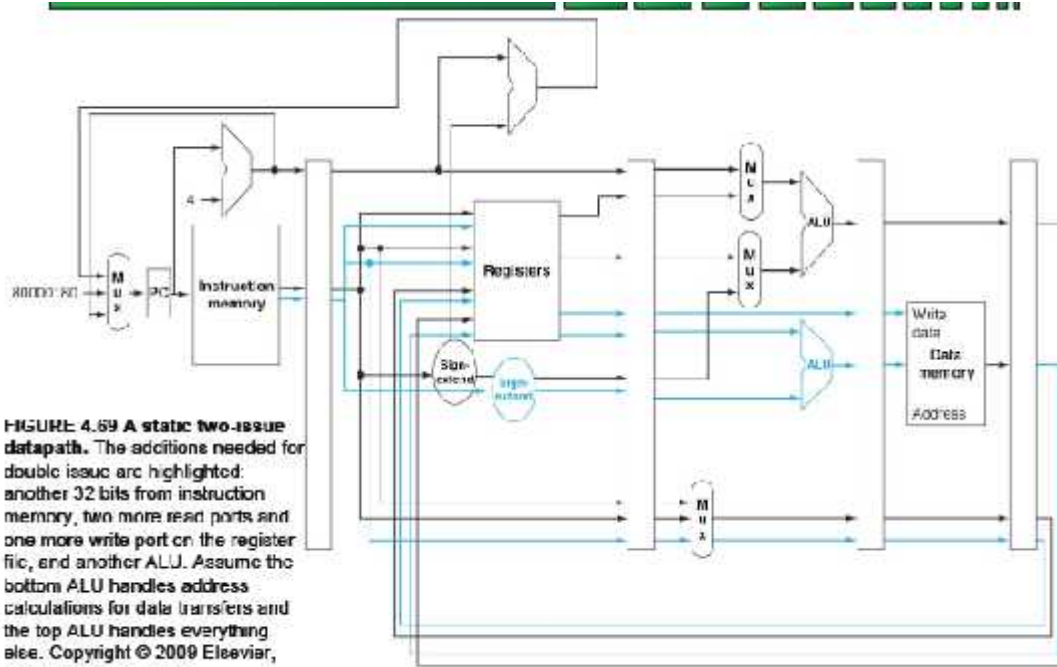 4
M
u
x
80000180
M
u
x
PC
Instruction
memory
Registers
Sign-
extend
Sign-
extend
M
u
x
M
u
x
ALU
ALU
Write
data
Data
memory
Address
M
u
x
FIGURE 4.69 A static two-issue
datapath. The additions needed for
double issue are highlighted:
another 32 bits from instruction
memory, two more read ports and
one more write port on the register
file, and another ALU. Assume the
bottom ALU handles address
calculations for data transfers and
the top ALU handles everything
else. Copyright © 2009 Elsevier,